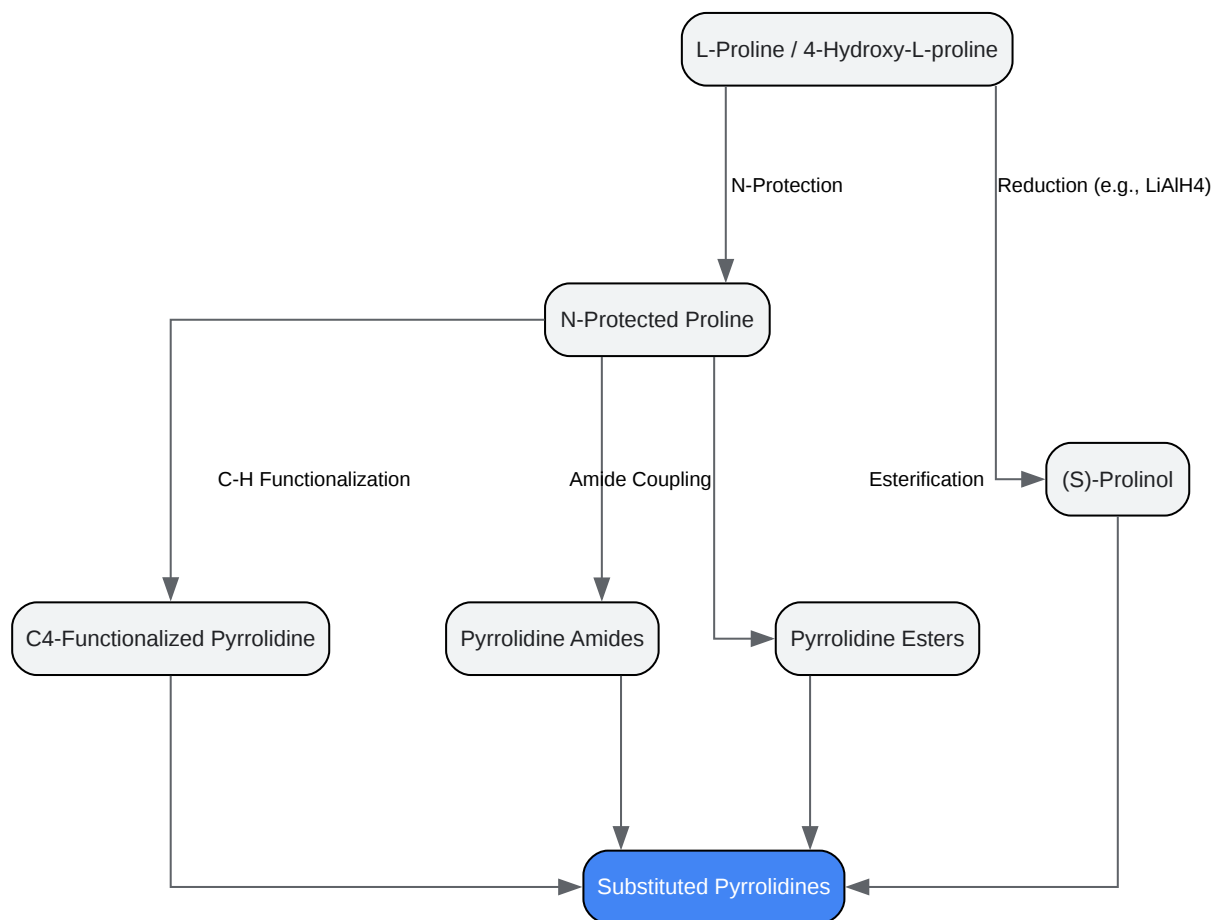 L-Proline / 4-Hydroxy-L-proline
N-Protection
Reduction (e.g., LiAlH4)
N-Protected Proline
C-H Functionalization
Amide Coupling
Esterification
(S)-Prolinol
C4-Functionalized Pyrrolidine
Pyrrolidine Amides
Pyrrolidine Esters
Substituted Pyrrolidines